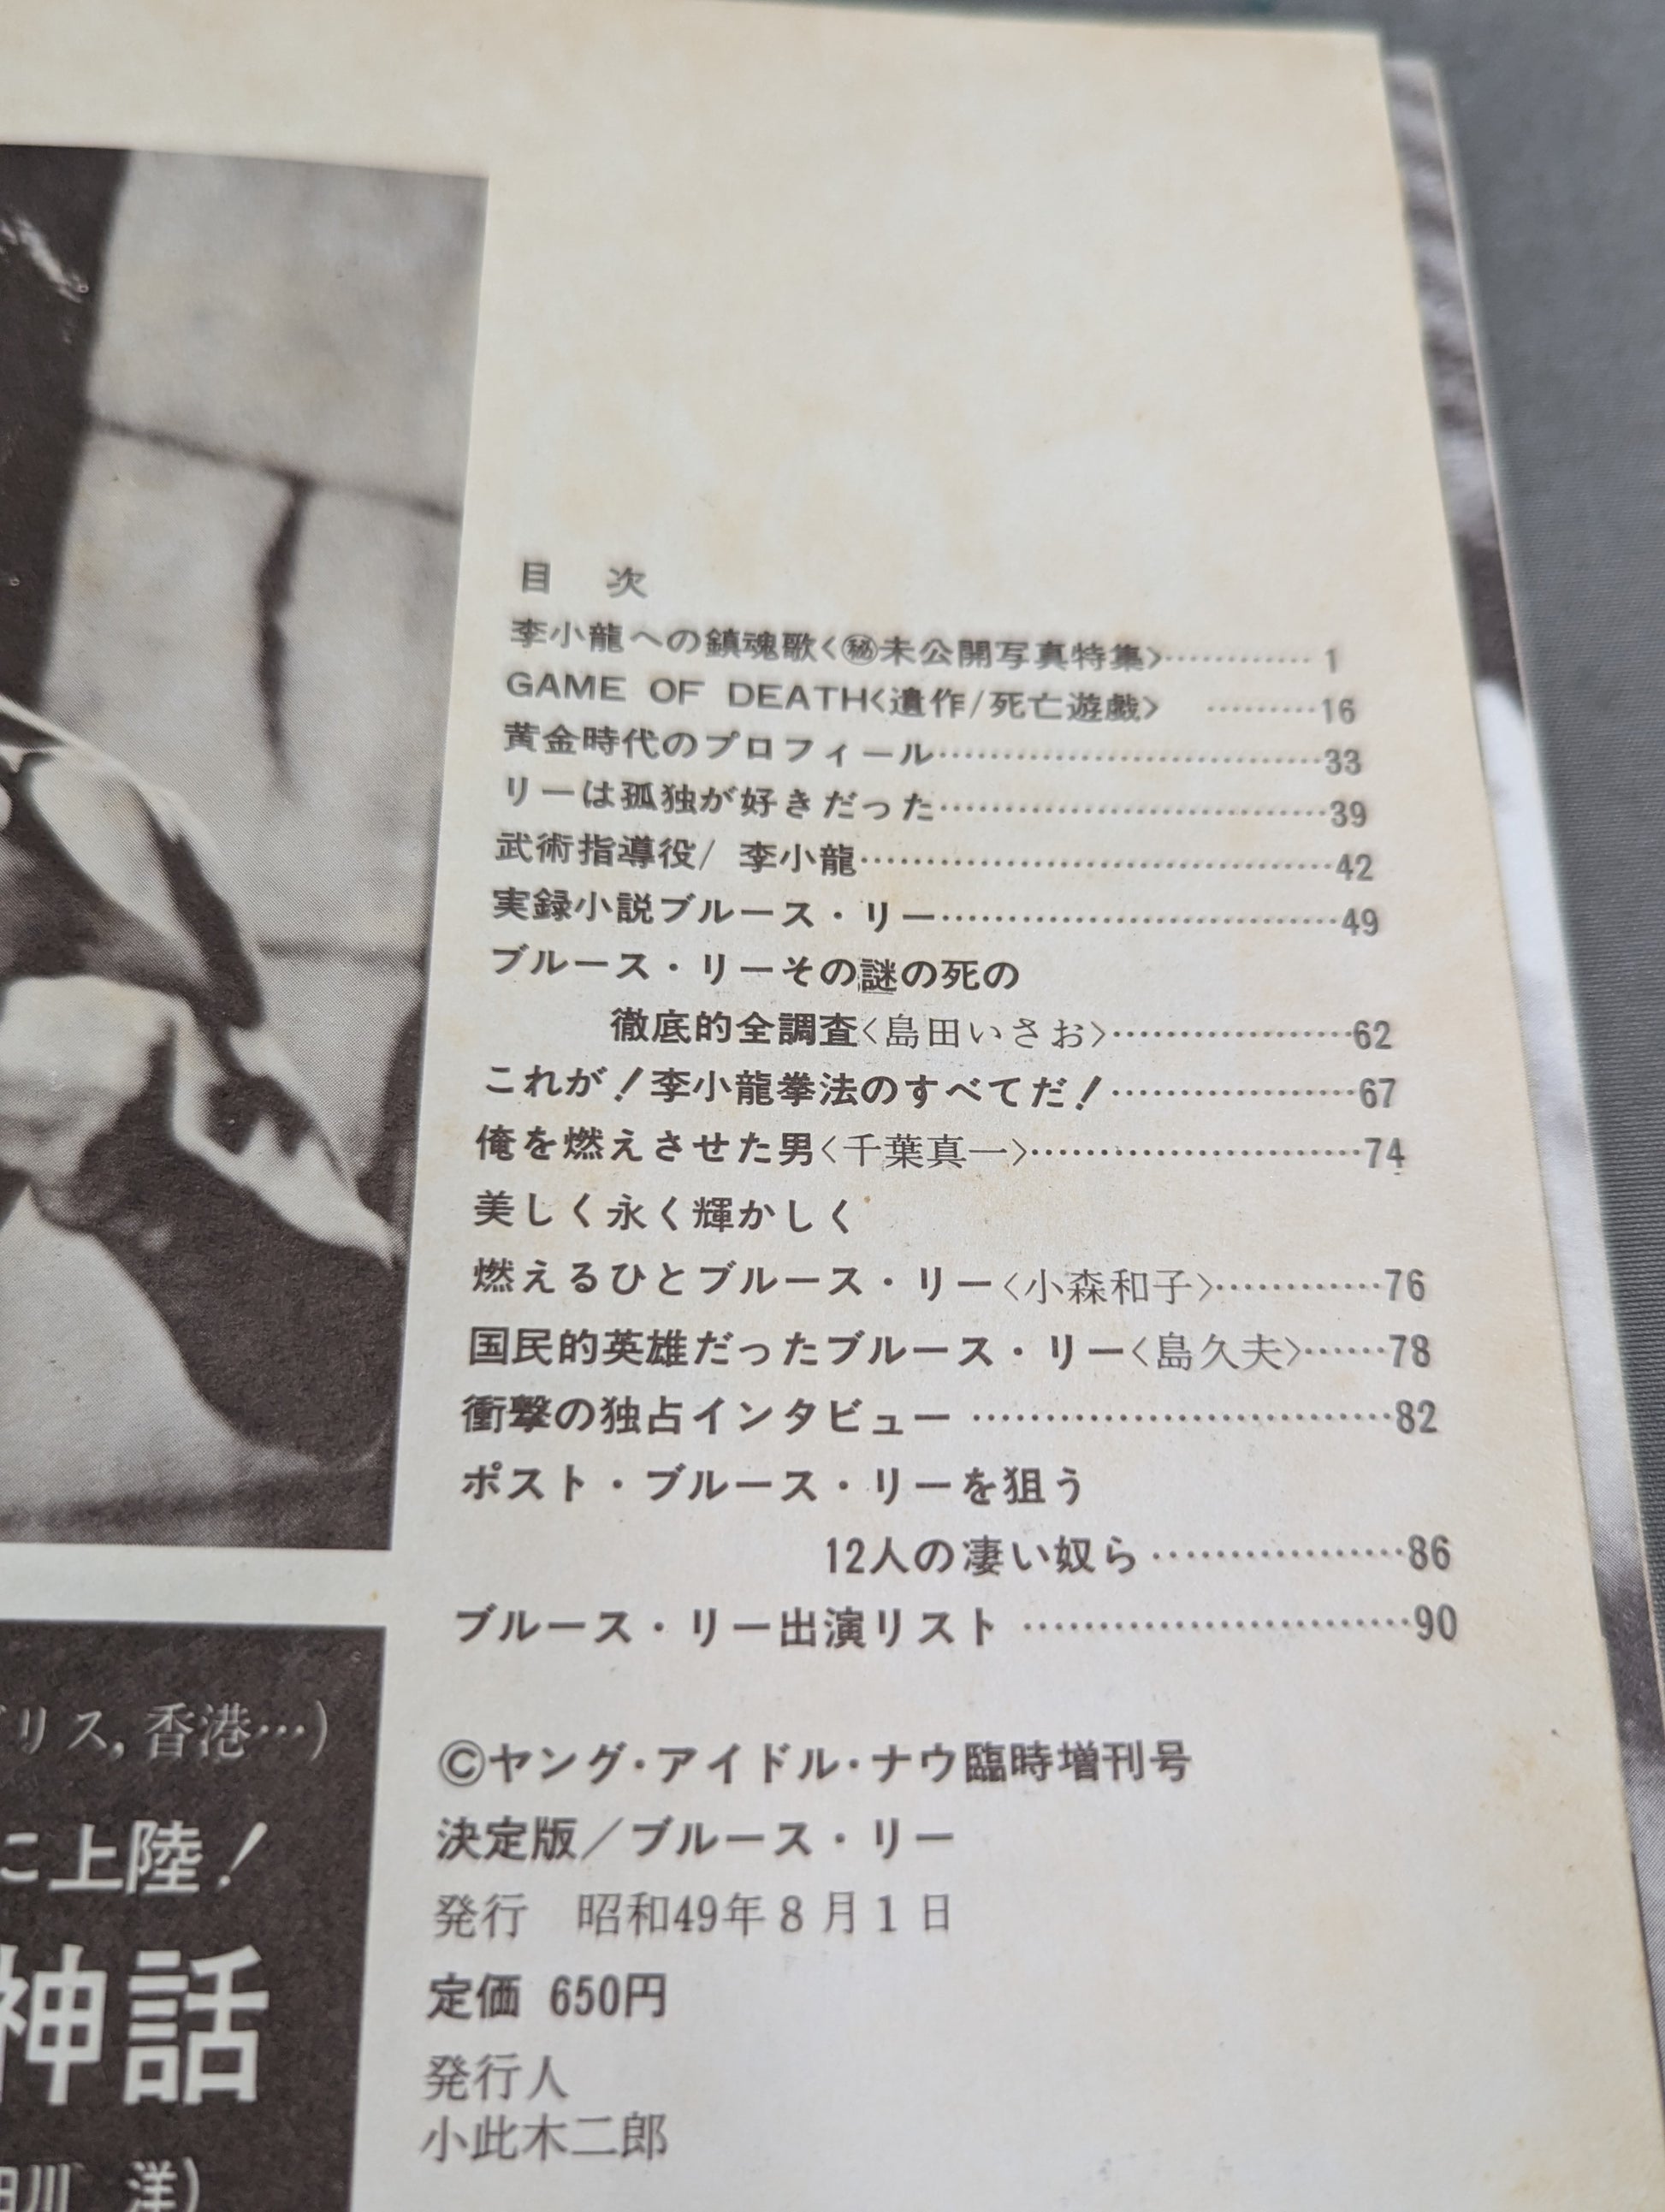 目 次
李小龍への鎮魂歌<㊙未公開写真特集>…………1
GAME OF DEATH<遺作/死亡遊戯> ………16
黄金時代のプロフィール…………………………33
リーは孤独が好きだった…………………………39
武術指導役/ 李小龍………………………………42
実録小説ブルース・リー…………………………49
ブルース・リーその謎の死の
徹底的全調査〈島田いさお〉………………62
これが!李小龍拳法のすべてだ!………………67
俺を燃えさせた男〈千葉真一〉……………………74
美しく永く輝かしく
燃えるひとブルース・リー〈小森和子〉…………76
国民的英雄だったブルース・リー〈島久夫〉……78
衝撃の独占インタビュー …………………………82
ポスト・ブルース・リーを狙う
12人の凄い奴ら………………86
ブルース・リー出演リスト ………………………90
リス,香港…)
に上陸!
神話
川 洋)
©ヤング・アイドル・ナウ臨時増刊号
決定版/ブルース・リー
発行 昭和49年8月1日
定価 650円
発行人
小此木二郎